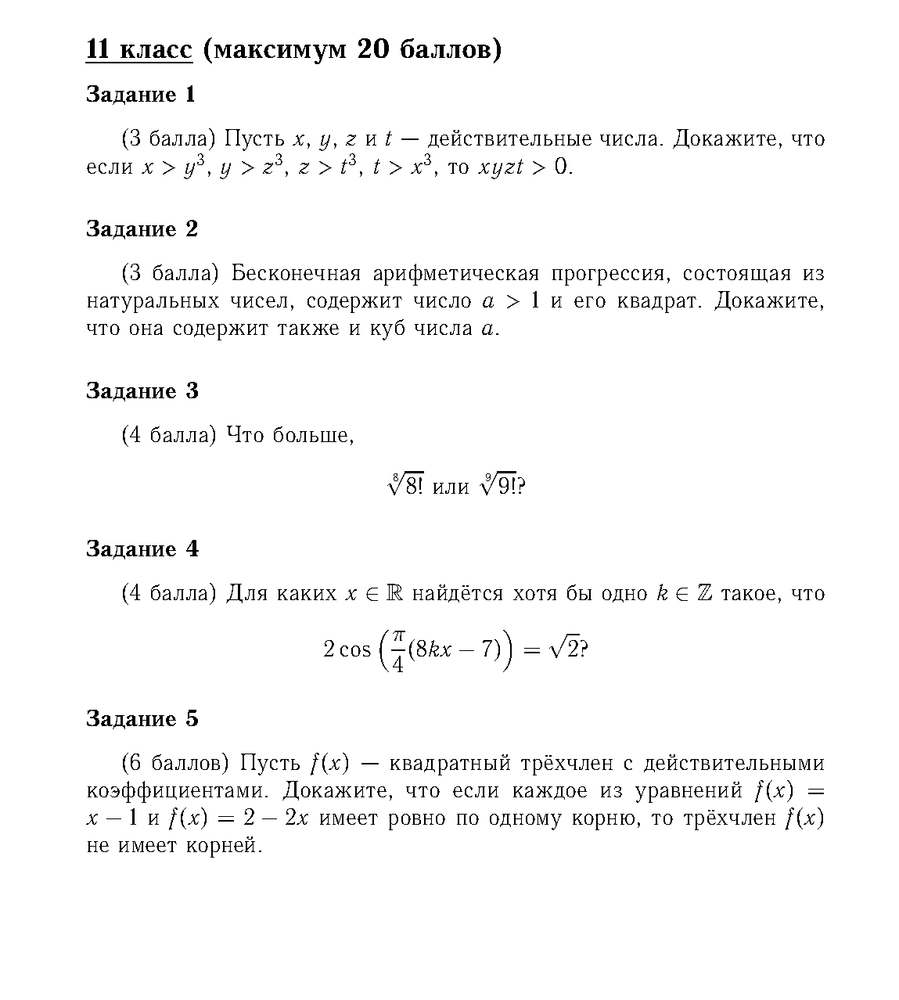 11 класс (максимум 20 баллов)
Задание 1
(3 балла) Пусть x, y, z и t — действительные числа. Докажите, что
если x > y³, y > z³, z > t³, t > x³, то xyzt > 0.
Задание 2
(3 балла) Бесконечная арифметическая прогрессия, состоящая из
натуральных чисел, содержит число a > 1 и его квадрат. Докажите,
что она содержит также и куб числа a.
Задание 3
(4 балла) Что больше,
\sqrt[8]{8!} или \sqrt[9]{9!}?
Задание 4
(4 балла) Для каких x ∈ ℝ найдётся хотя бы одно k ∈ ℤ такое, что
2 cos (\frac{π}{4}(8kx − 7)) = √2?
Задание 5
(6 баллов) Пусть f(x) — квадратный трёхчлен с действительными
коэффициентами. Докажите, что если каждое из уравнений f(x) =
x − 1 и f(x) = 2 − 2x имеет ровно по одному корню, то трёхчлен f(x)
не имеет корней.